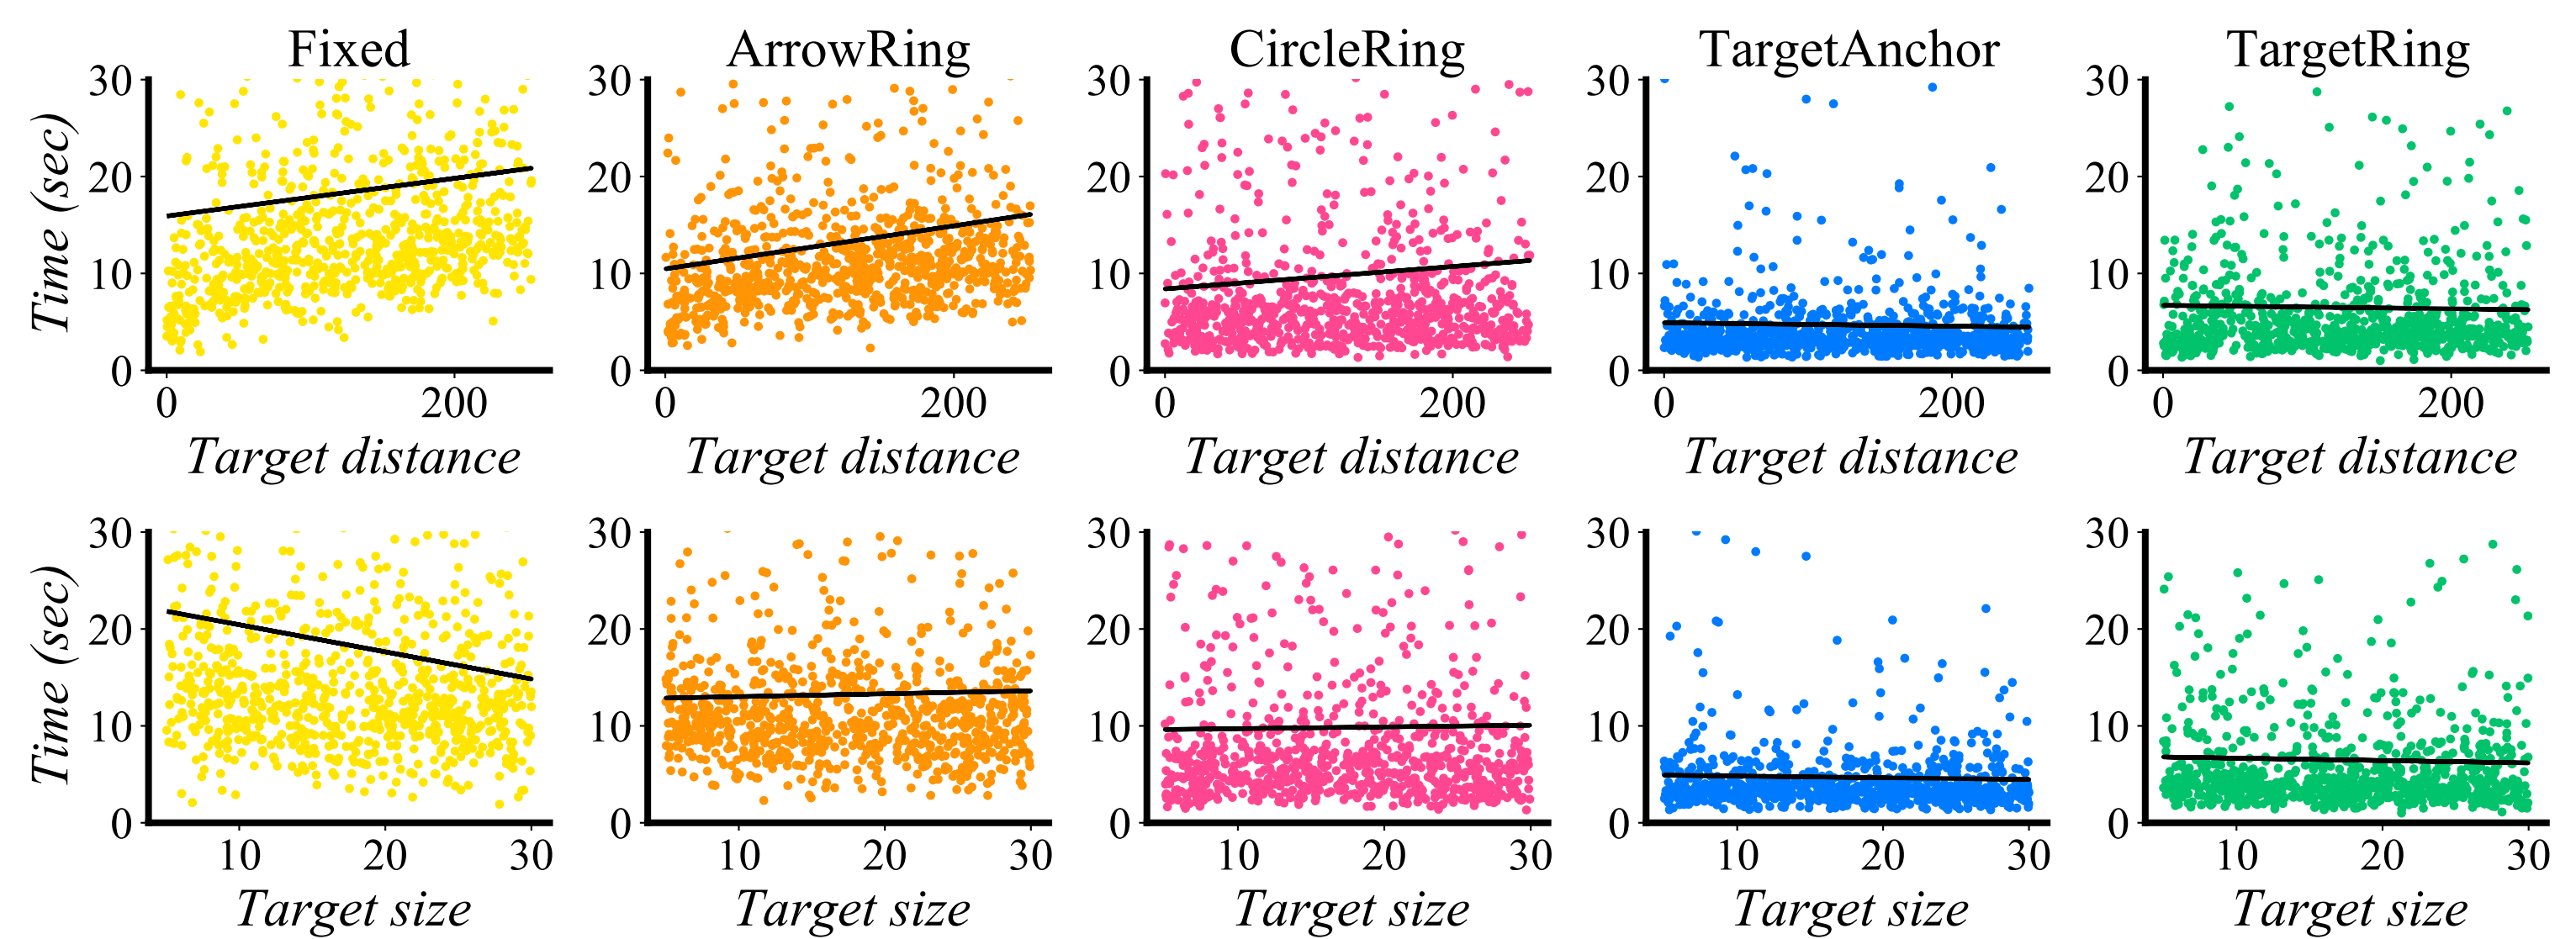 Fixed ArrowRing CircleRing TargetAnchor TargetRing
30 30 30 30 30
20 20 20 20 20
10 10 10 10 10
0 0 0 0 0
Time (sec)
0 200 0 200 0 200 0 200 0 200
Target distance Target distance Target distance Target distance Target distance
30 30 30 30 30
20 20 20 20 20
10 10 10 10 10
0 0 0 0 0
Time (sec)
10 20 30 10 20 30 10 20 30 10 20 30 10 20 30
Target size Target size Target size Target size Target size